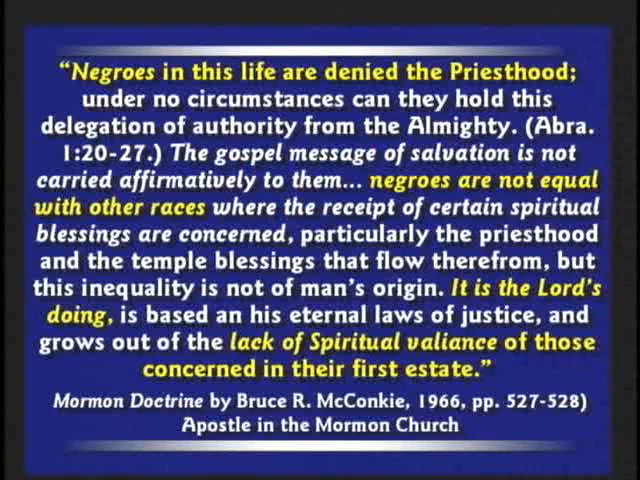 “Negroes in this life are denied the Priesthood;
under no circumstances can they hold this
delegation of authority from the Almighty. (Abra.
1:20-27.) The gospel message of salvation is not
carried affirmatively to them... negroes are not equal
with other races where the receipt of certain spiritual
blessings are concerned, particularly the priesthood
and the temple blessings that flow therefrom, but
this inequality is not of man’s origin. It is the Lord’s
doing, is based an his eternal laws of justice, and
grows out of the lack of Spiritual valiance of those
concerned in their first estate.”
Mormon Doctrine by Bruce R. McConkie, 1966, pp. 527-528)
Apostle in the Mormon Church